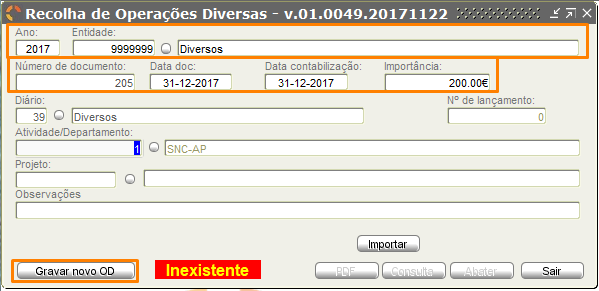 Recolha de Operações Diversas - v.01.0049.20171122
Ano: Entidade:
2017 9999999 Diversos
Número de documento: Data doc: Data contabilização: Importância:
205 31-12-2017 31-12-2017 200.00€
Diário: Nº de lançamento:
39 Diversos 0
Atividade/Departamento:
1 SNC-AP
Projeto:
Observações
Importar
Gravar novo OD Inexistente PDF Consulta Abater Sair